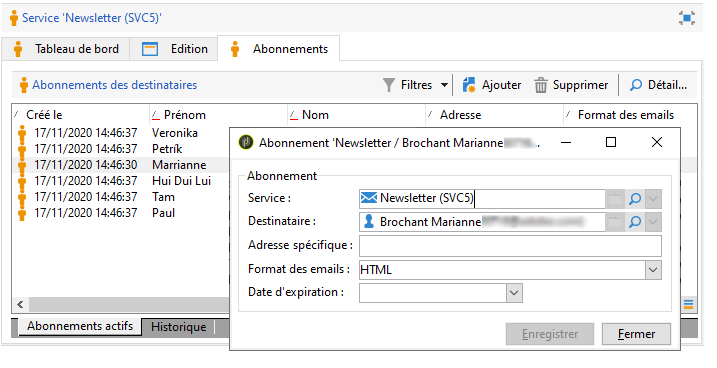 Service 'Newsletter (SVC5)'
Tableau de bord Edition Abonnements
Abonnements des destinataires Filtres Ajouter Supprimer Détail...
Créé le Prénom Nom Adresse Format des emails
17/11/2020 14:46:37 Veronika
17/11/2020 14:46:37 Petrík
17/11/2020 14:46:30 Marrianne
17/11/2020 14:46:37 Hui Dui Lui
17/11/2020 14:46:37 Tam
17/11/2020 14:46:37 Paul
Abonnements actifs Historique
Abonnement 'Newsletter / Brochant Marianne ...
Abonnement
Service : Newsletter (SVC5)
Destinataire : Brochant Marianne
Adresse spécifique :
Format des emails : HTML
Date d'expiration :
Enregistrer Fermer